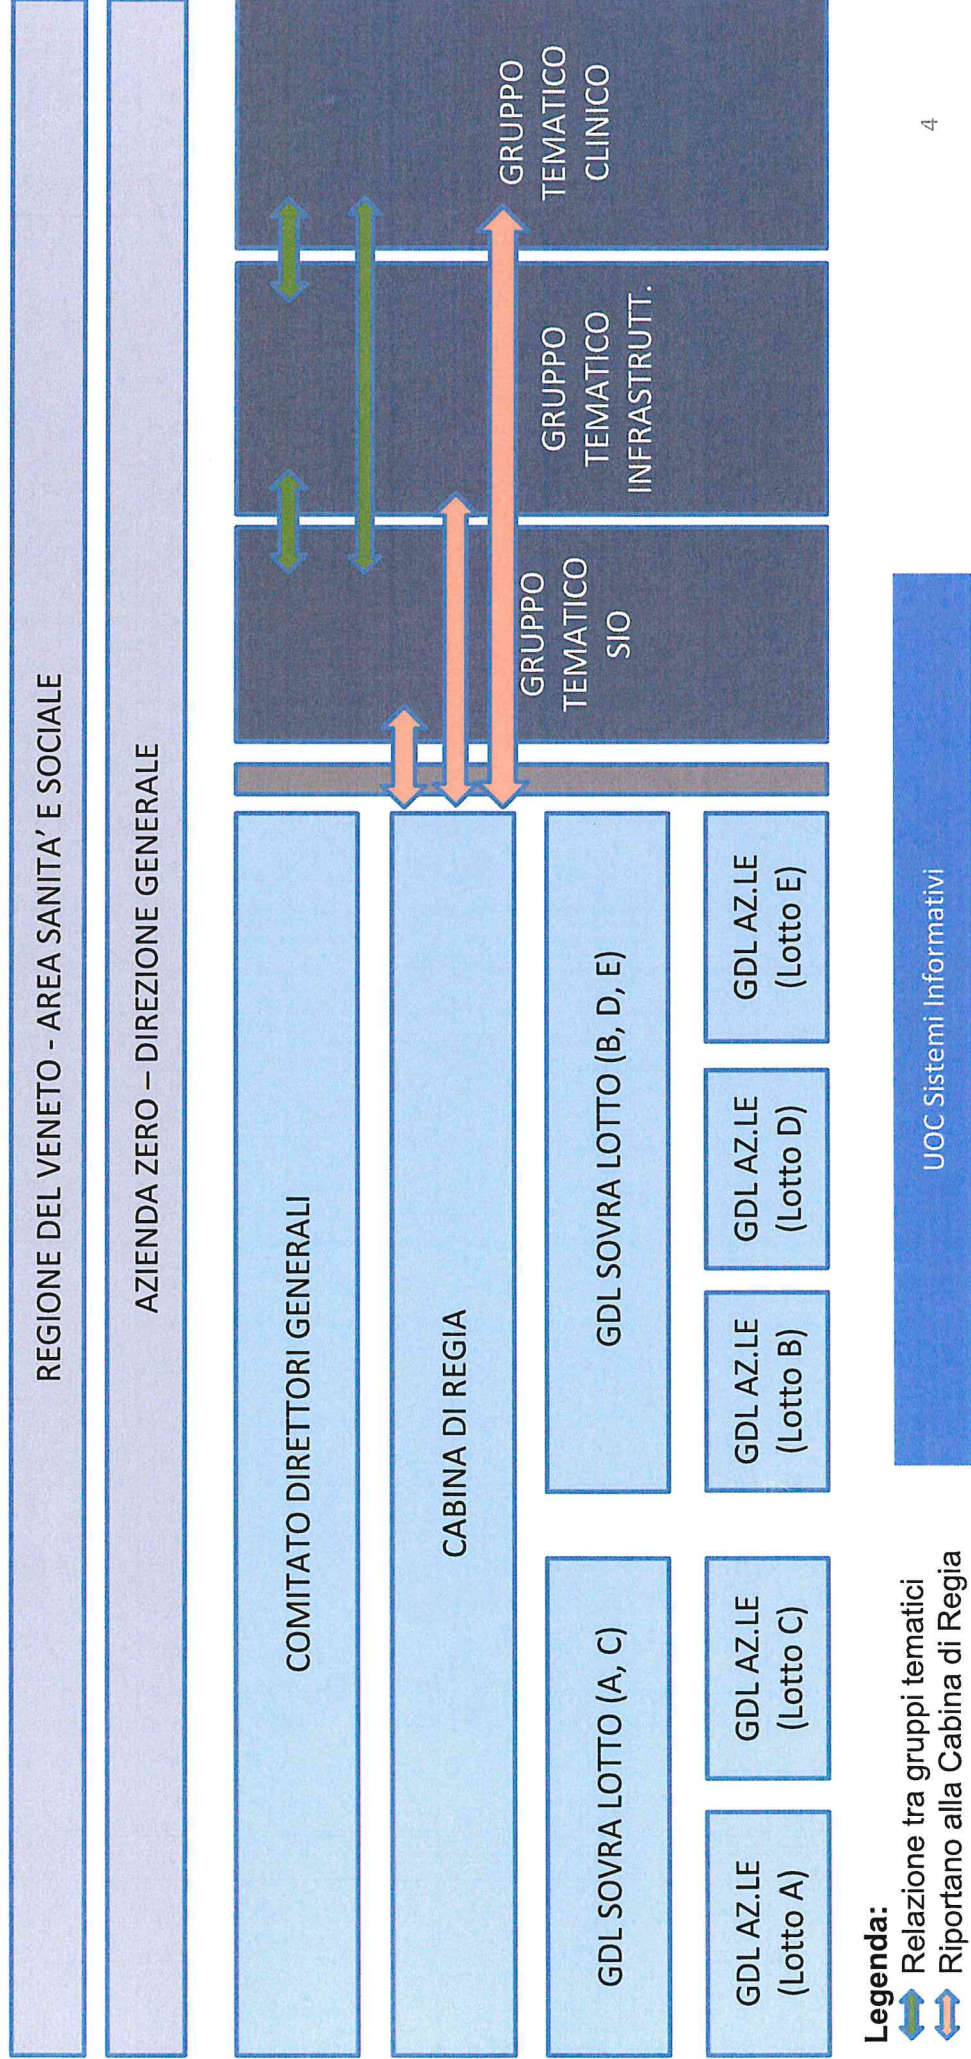 REGIONE DEL VENETO - AREA SANITA' E SOCIALE
AZIENDA ZERO – DIREZIONE GENERALE
COMITATO DIRETTORI GENERALI
CABINA DI REGIA
GDL SOVRA LOTTO (A, C)
GDL SOVRA LOTTO (B, D, E)
GDL AZ.LE
(Lotto A)
GDL AZ.LE
(Lotto C)
GDL AZ.LE
(Lotto B)
GDL AZ.LE
(Lotto D)
GDL AZ.LE
(Lotto E)
GRUPPO
TEMATICO
SIO
GRUPPO
TEMATICO
INFRASTRUTT.
GRUPPO
TEMATICO
CLINICO
Legenda:
Relazione tra gruppi tematici
Riportano alla Cabina di Regia
UOC Sistemi Informativi
4